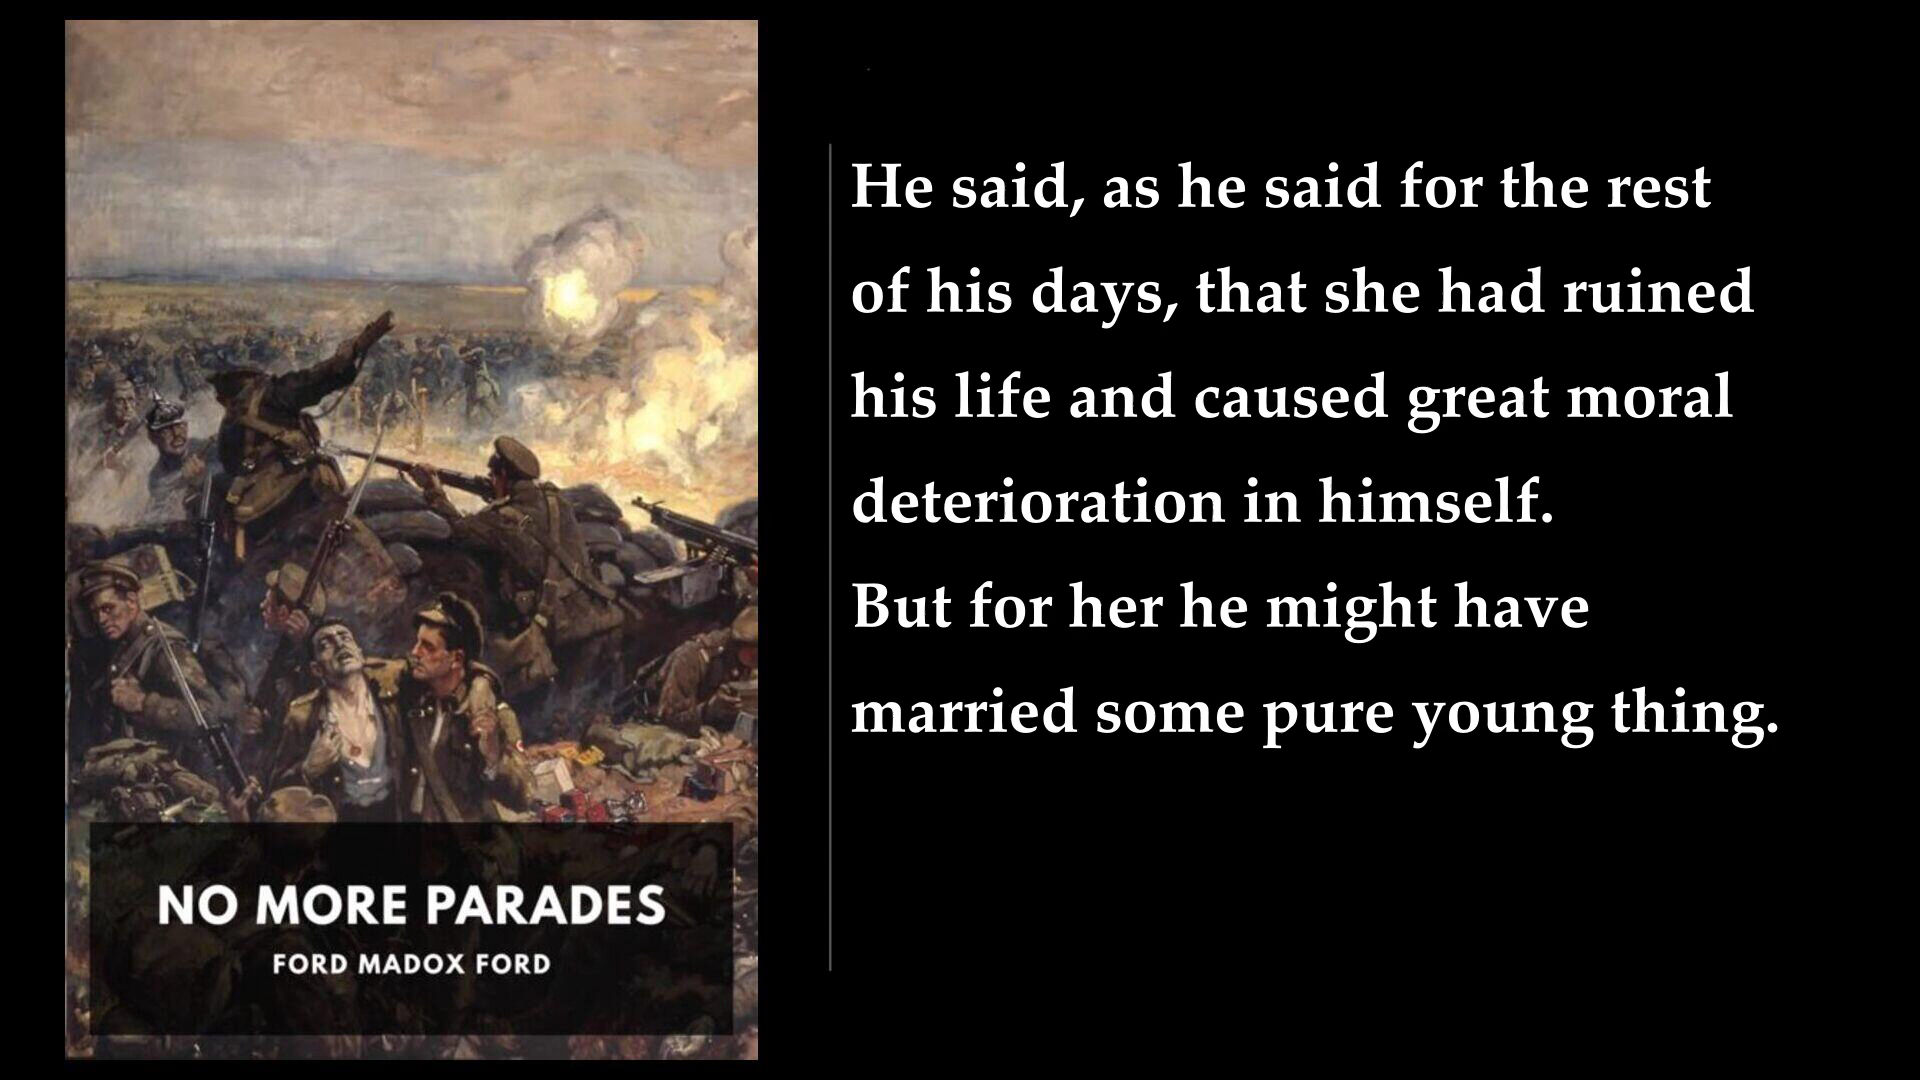 He said, as he said for the rest
of his days, that she had ruined
his life and caused great moral
deterioration in himself.
But for her he might have
married some pure young thing.
NO MORE PARADES
FORD MADOX FORD